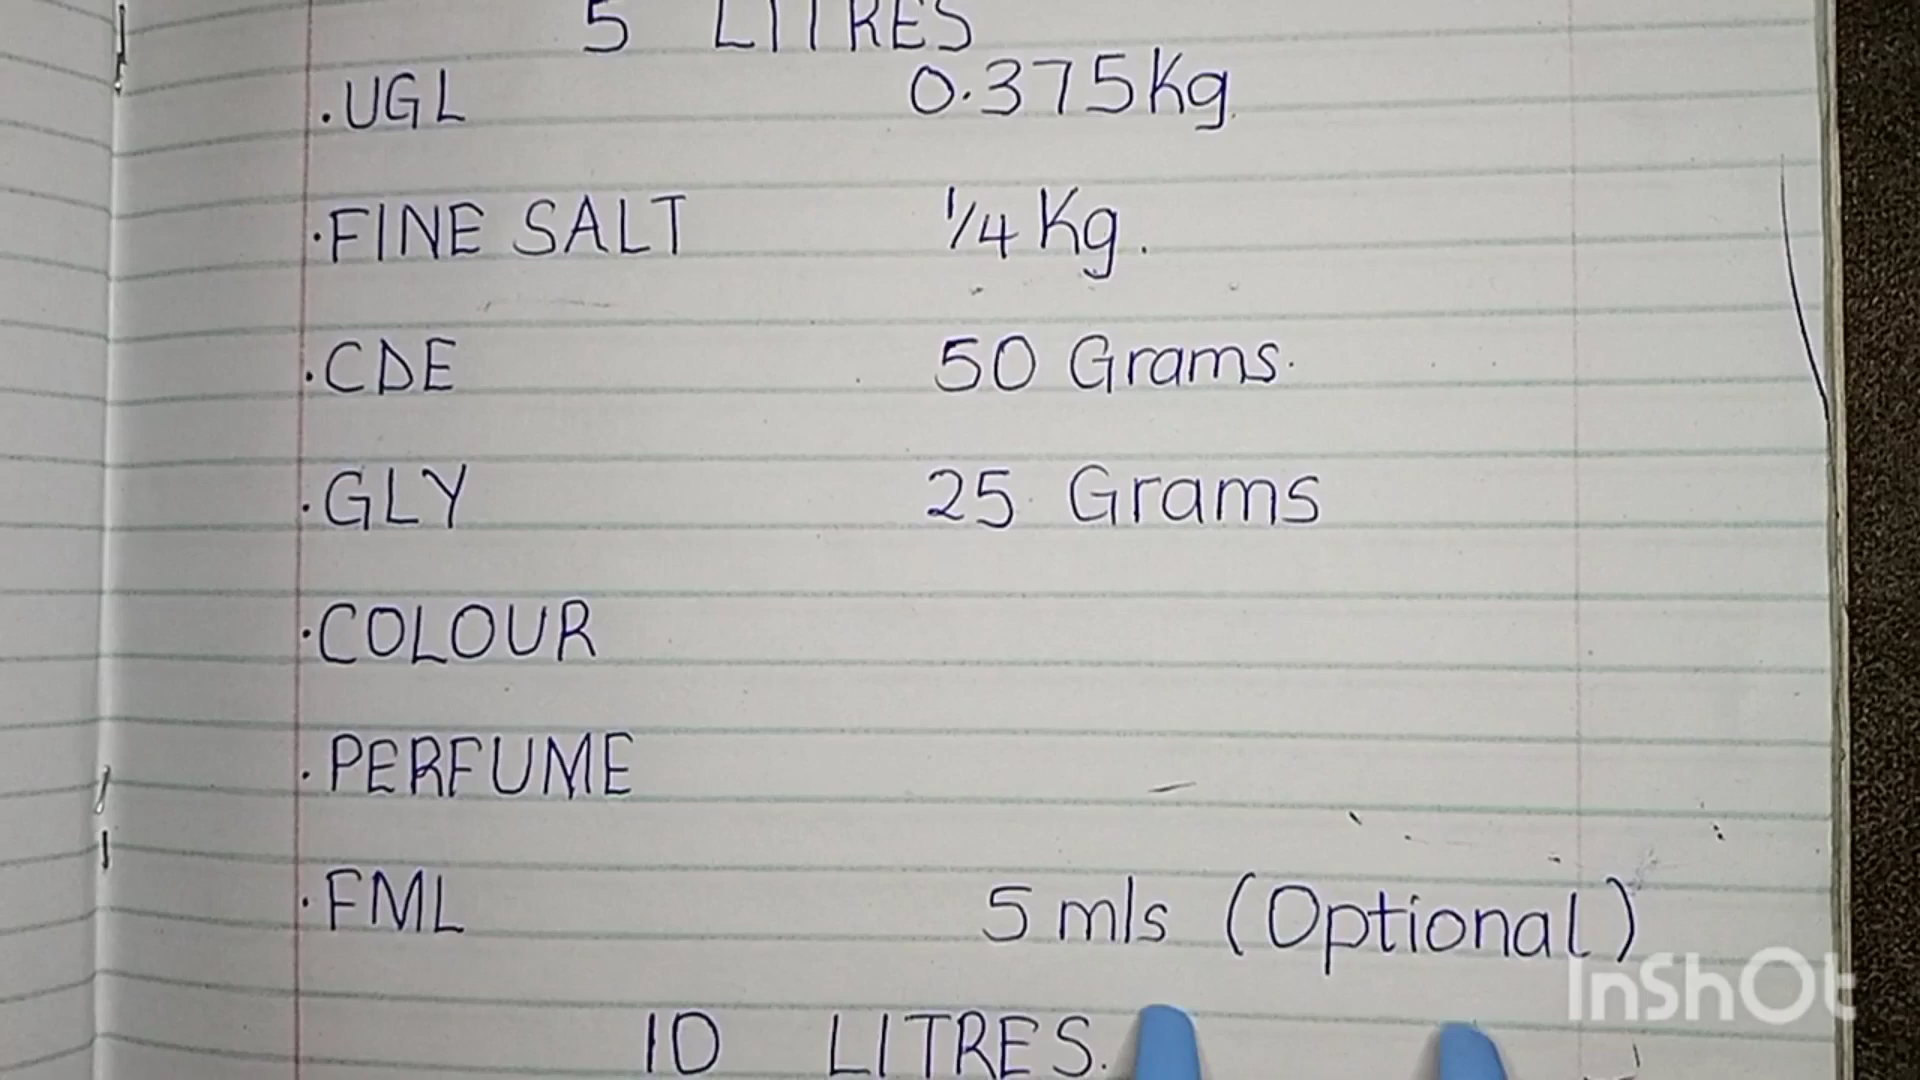 5 LITRES
.UGL 0.375Kg.
.FINE SALT 1/4 Kg.
.CDE 50 Grams.
.GLY 25 Grams
.COLOUR
.PERFUME
.FML 5 mls (Optional)
InShOt
10 LITRES.